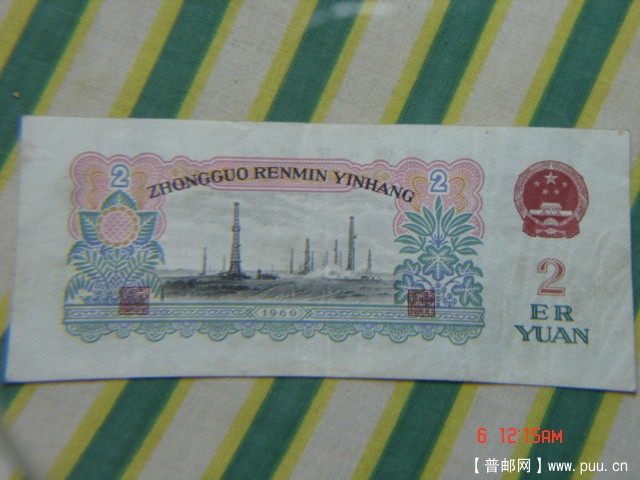 2
ZHONGGUO RENMIN YINHANG
2
2
ER
YUAN
1960
6 12:15AM
【普邮网】www.puu.cn